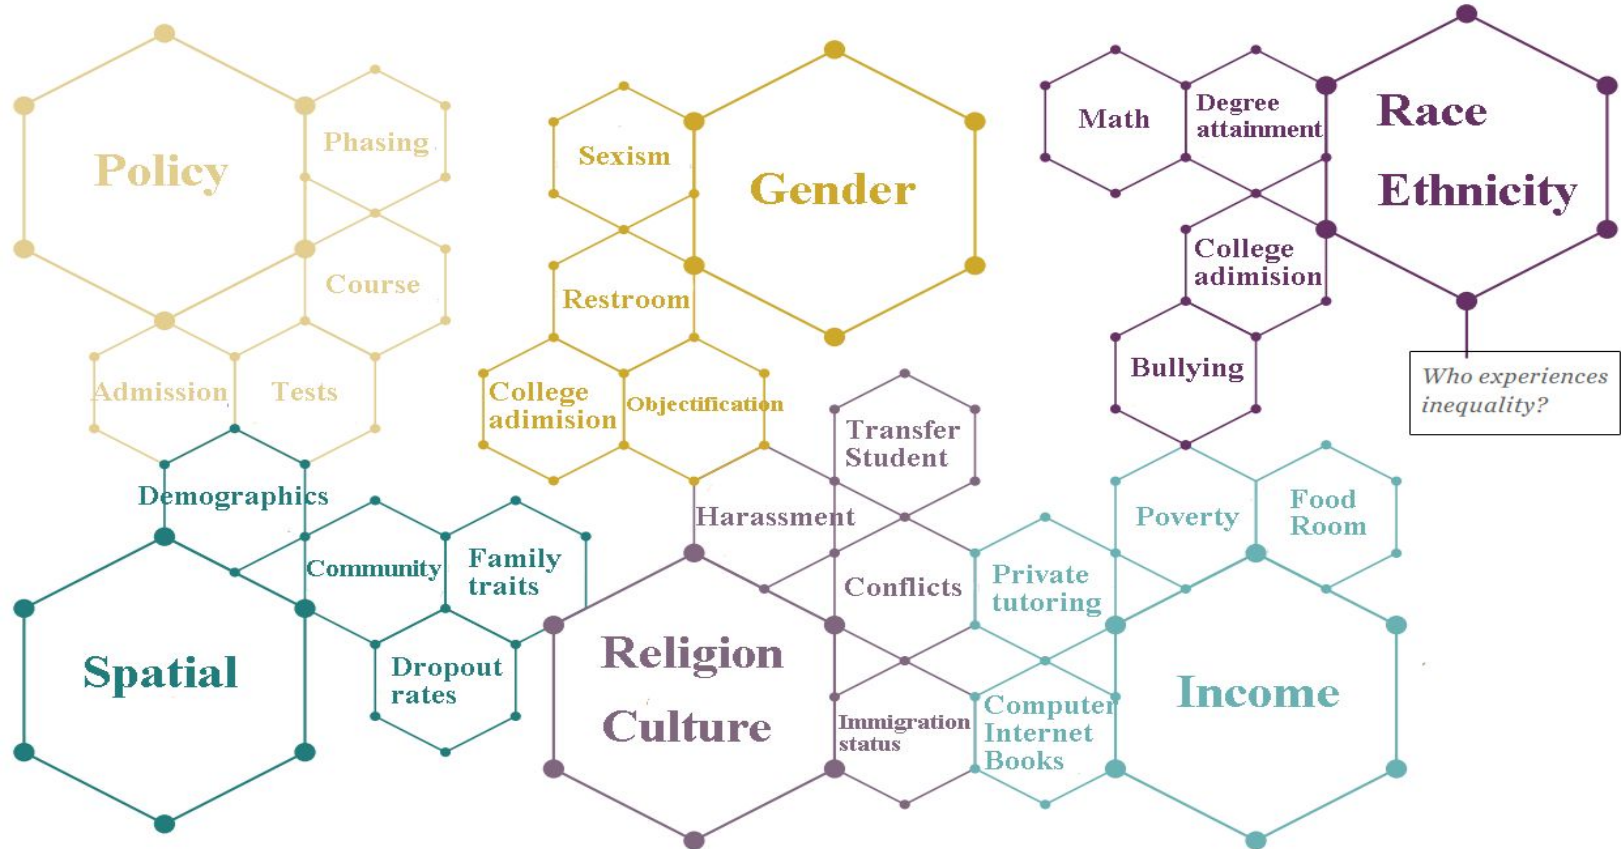 Policy
Phasing
Course
Admission
Tests
Sexism
Gender
Restroom
College
adimision
Objectification
Math
Degree
attainment
Race
Ethnicity
College
adimision
Bullying
Who experiences
inequality?
Demographics
Community
Family
traits
Dropout
rates
Spatial
Transfer
Student
Harassment
Conflicts
Religion
Culture
Immigration
status
Private
tutoring
Computer
Internet
Books
Poverty
Food
Room
Income